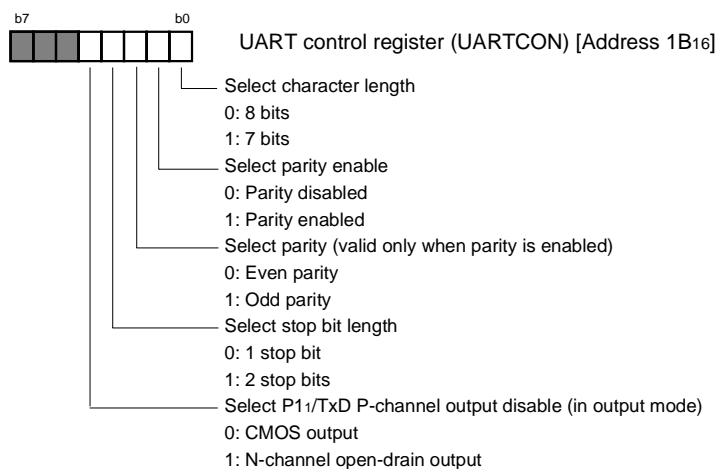 b7 b0
UART control register (UARTCON) [Address 1B16]
Select character length
0: 8 bits
1: 7 bits
Select parity enable
0: Parity disabled
1: Parity enabled
Select parity (valid only when parity is enabled)
0: Even parity
1: Odd parity
Select stop bit length
0: 1 stop bit
1: 2 stop bits
Select P11/TxD P-channel output disable (in output mode)
0: CMOS output
1: N-channel open-drain output